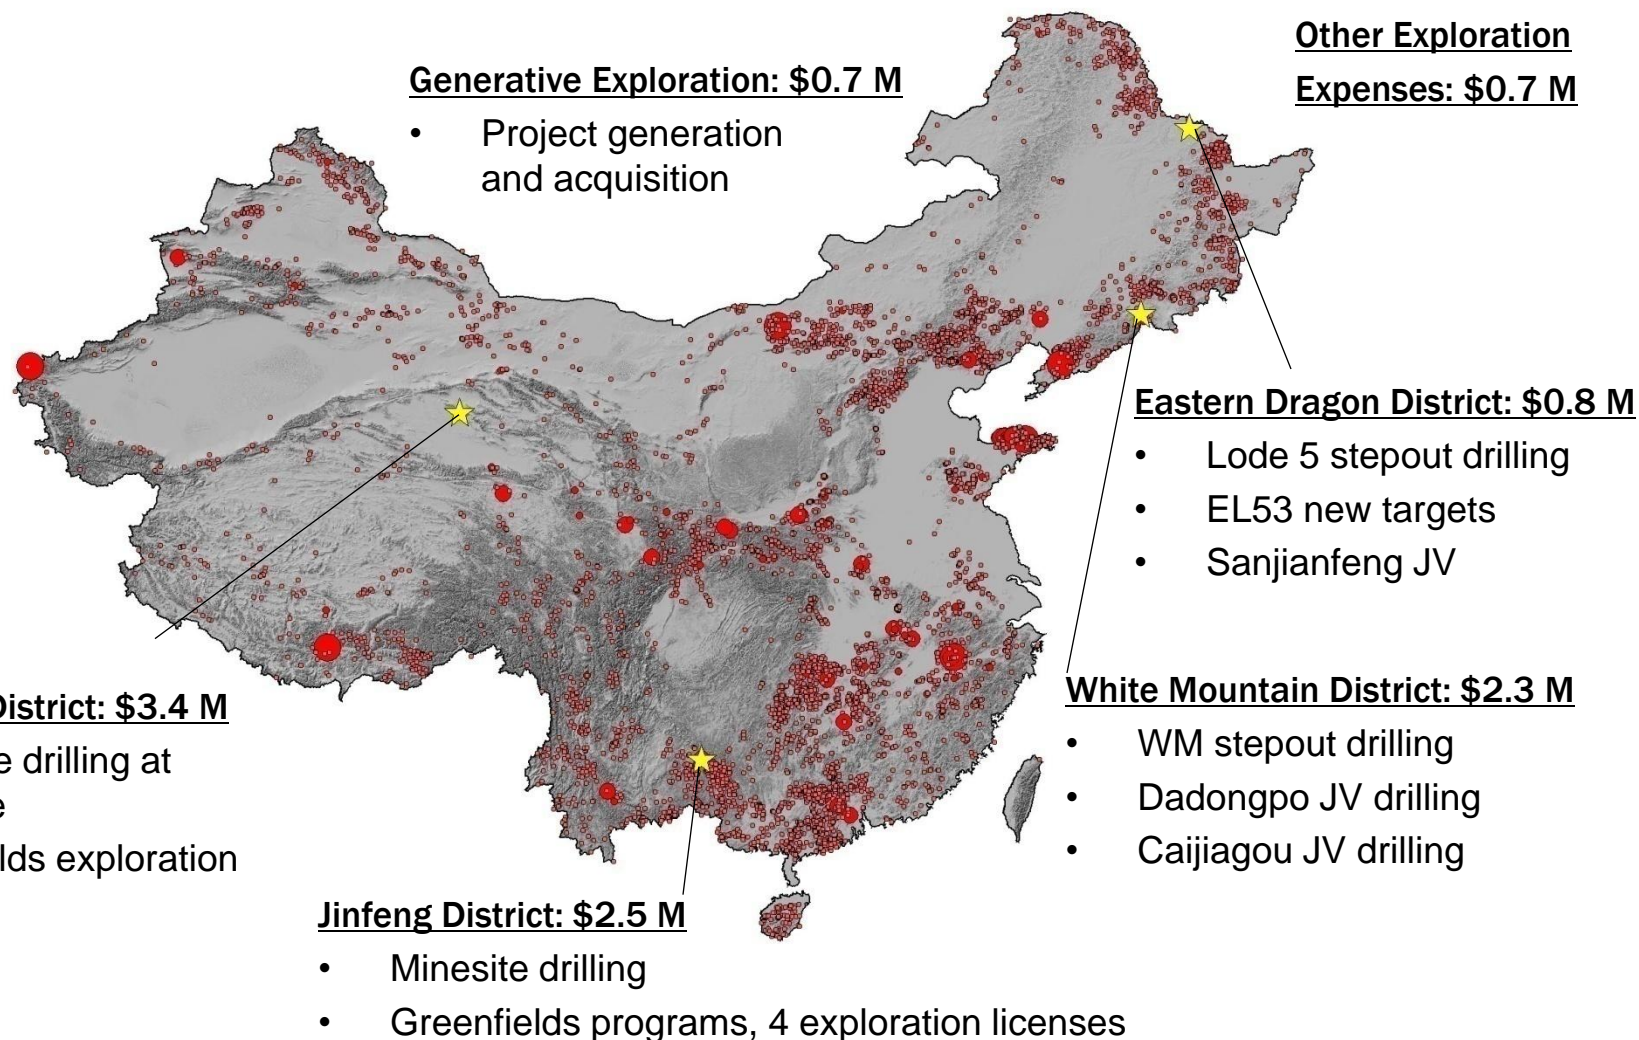 Generative Exploration: $0.7 M
• Project generation
and acquisition
Other Exploration
Expenses: $0.7 M
Eastern Dragon District: $0.8 M
• Lode 5 stepout drilling
• EL53 new targets
• Sanjianfeng JV
White Mountain District: $2.3 M
• WM stepout drilling
• Dadongpo JV drilling
• Caijiagou JV drilling
District: $3.4 M
drilling at
exploration
Jinfeng District: $2.5 M
• Minesite drilling
• Greenfields programs, 4 exploration licenses